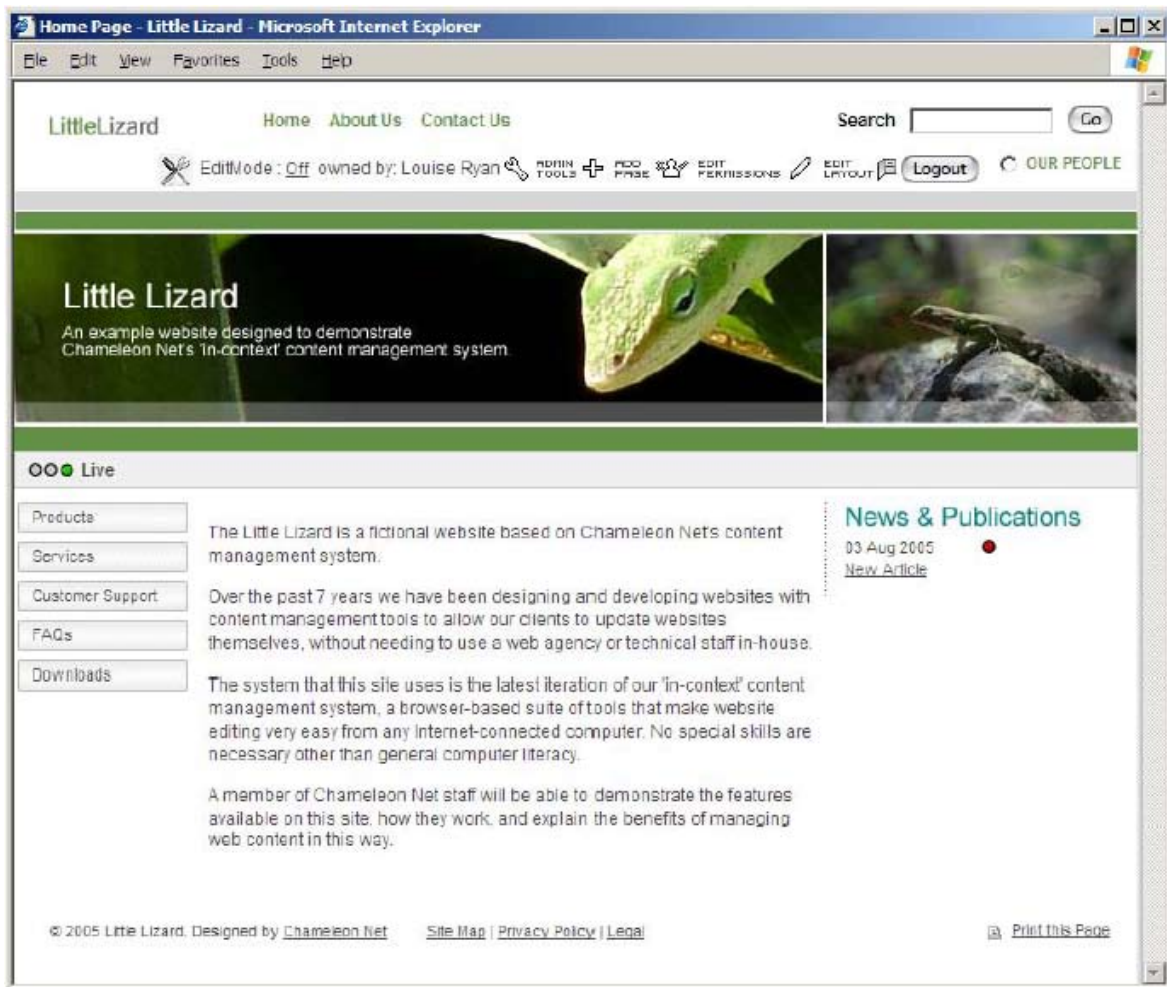 Home Page - Little Lizard - Microsoft Internet Explorer
File Edit View Favorites Tools Help
LittleLizard
Home About Us Contact Us
Search Go
EditMode : Off owned by: Louise Ryan ADMIN TOOLS ADD PAGE EDIT PERMISSIONS EDIT LAYOUT Logout OUR PEOPLE
Little Lizard
An example website designed to demonstrate
Chameleon Net's 'in-context' content management system.
Live
Products
Services
Customer Support
FAQs
Downloads
The Little Lizard is a fictional website based on Chameleon Net's content
management system.
Over the past 7 years we have been designing and developing websites with
content management tools to allow our clients to update websites
themselves, without needing to use a web agency or technical staff in-house.
The system that this site uses is the latest iteration of our 'in-context' content
management system, a browser-based suite of tools that make website
editing very easy from any Internet-connected computer. No special skills are
necessary other than general computer literacy.
A member of Chameleon Net staff will be able to demonstrate the features
available on this site, how they work, and explain the benefits of managing
web content in this way.
News & Publications
03 Aug 2005
New Article
© 2005 Little Lizard. Designed by Chameleon Net Site Map | Privacy Policy | Legal Print this Page